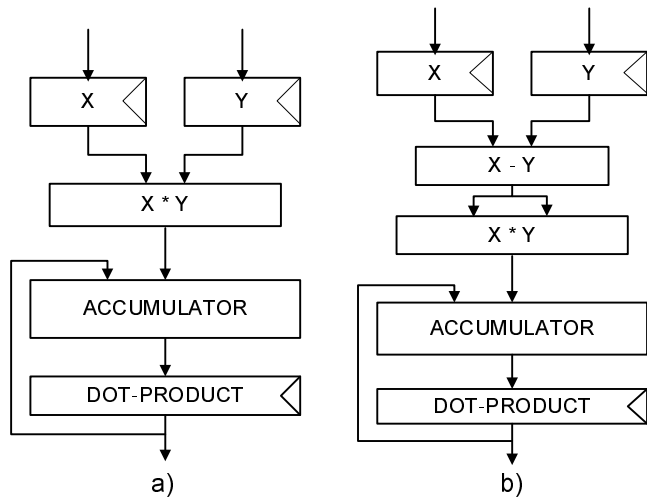 X
Y
X * Y
ACCUMULATOR
DOT-PRODUCT
a)
X
Y
X - Y
X * Y
ACCUMULATOR
DOT-PRODUCT
b)